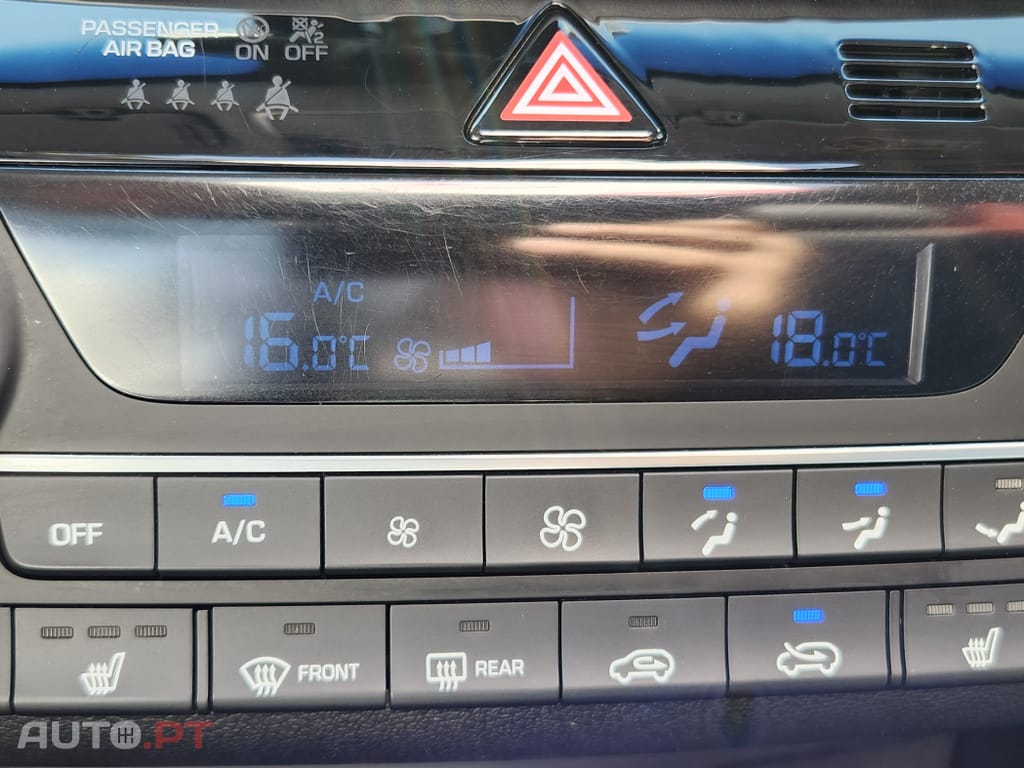 PASSENGER
AIR BAG ON OFF
A/C
16.0°C 18.0°C
OFF A/C
FRONT REAR
AUTO.PT